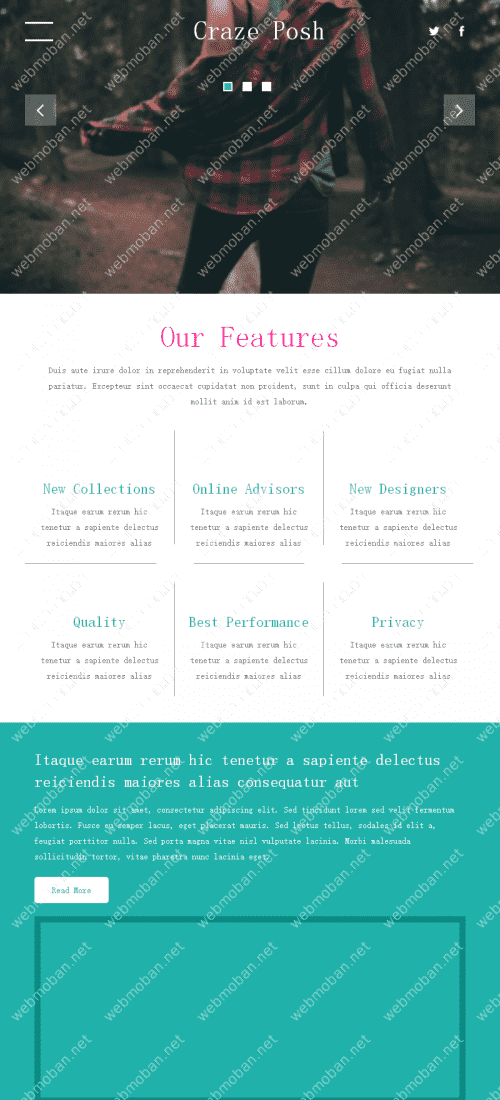 Craze Posh
Our Features
Duis aute irure dolor in reprehenderit in voluptate velit esse cillum dolore eu fugiat nulla
pariatur. Excepteur sint occaecat cupidatat non proident, sunt in culpa qui officia deserunt
mollit anim id est laborum.
New Collections
Itaque earum rerum hic
tenetur a sapiente delectus
reiciendis maiores alias
Online Advisors
Itaque earum rerum hic
tenetur a sapiente delectus
reiciendis maiores alias
New Designers
Itaque earum rerum hic
tenetur a sapiente delectus
reiciendis maiores alias
Quality
Itaque earum rerum hic
tenetur a sapiente delectus
reiciendis maiores alias
Best Performance
Itaque earum rerum hic
tenetur a sapiente delectus
reiciendis maiores alias
Privacy
Itaque earum rerum hic
tenetur a sapiente delectus
reiciendis maiores alias
Itaque earum rerum hic tenetur a sapiente delectus
reiciendis maiores alias consequatur aut
Lorem ipsum dolor sit amet, consectetur adipiscing elit. Sed tincidunt lorem sed velit fermentum
lobortis. Fusce eu semper lacus, eget placerat mauris. Sed lectus tellus, sodales id elit a,
feugiat porttitor nulla. Sed porta magna vitae nisl vulputate lacinia. Morbi malesuada
sollicitudin tortor, vitae pharetra nunc lacinia eget.
Read More
webmoban.net